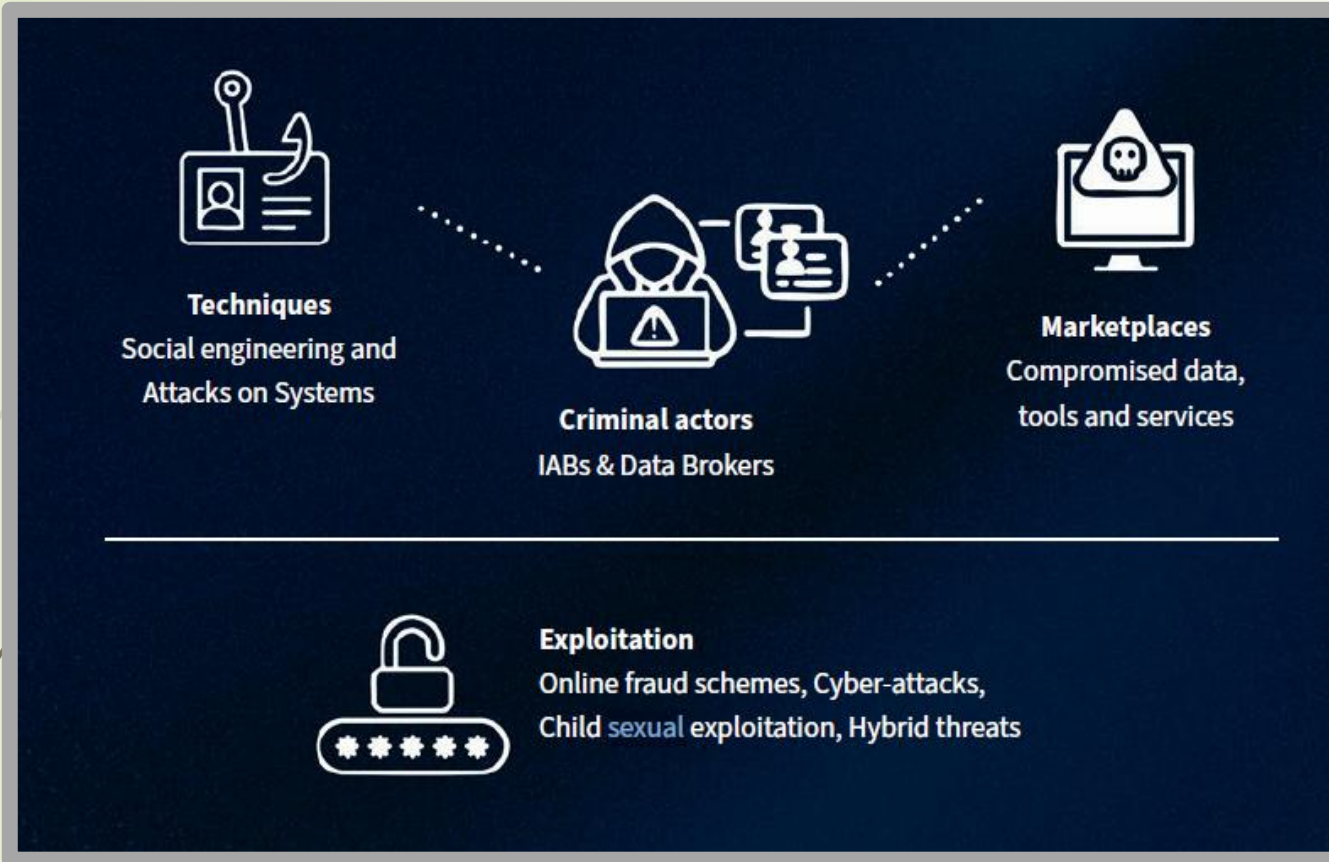 Techniques
Social engineering and
Attacks on Systems
Criminal actors
IABs & Data Brokers
Marketplaces
Compromised data,
tools and services
Exploitation
Online fraud schemes, Cyber-attacks,
Child sexual exploitation, Hybrid threats